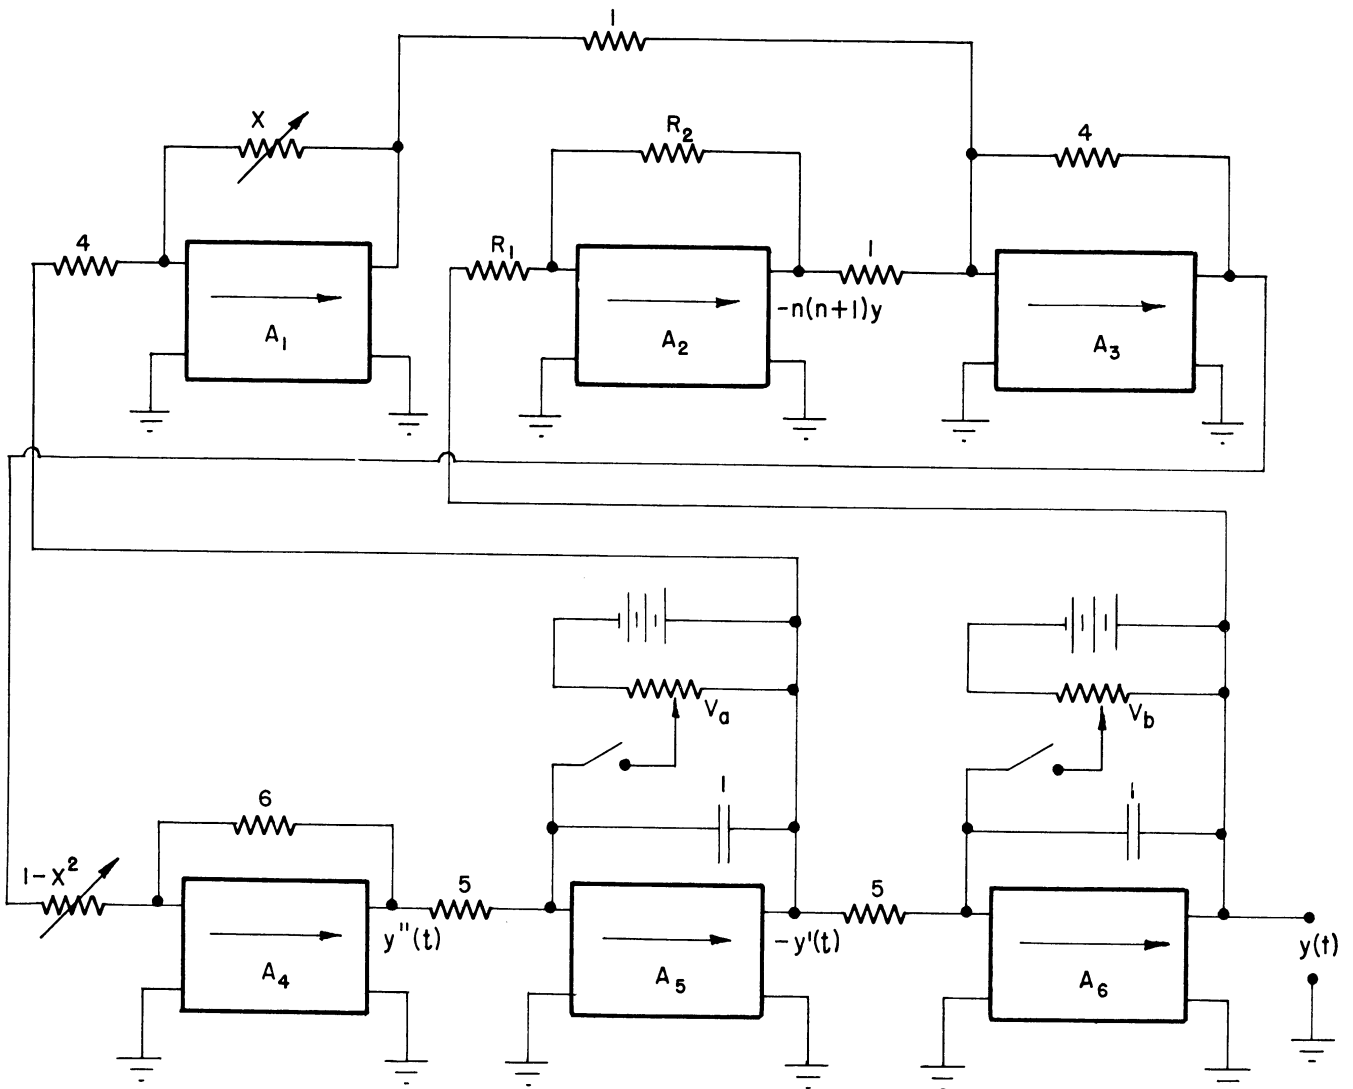 1
X
R₂
4
4
R₁
1
A₁
-n(n+1)y
A₂
A₃
Vₐ
V_b
1
1
6
1-X²
5
5
y''(t)
-y'(t)
y(t)
A₄
A₅
A₆